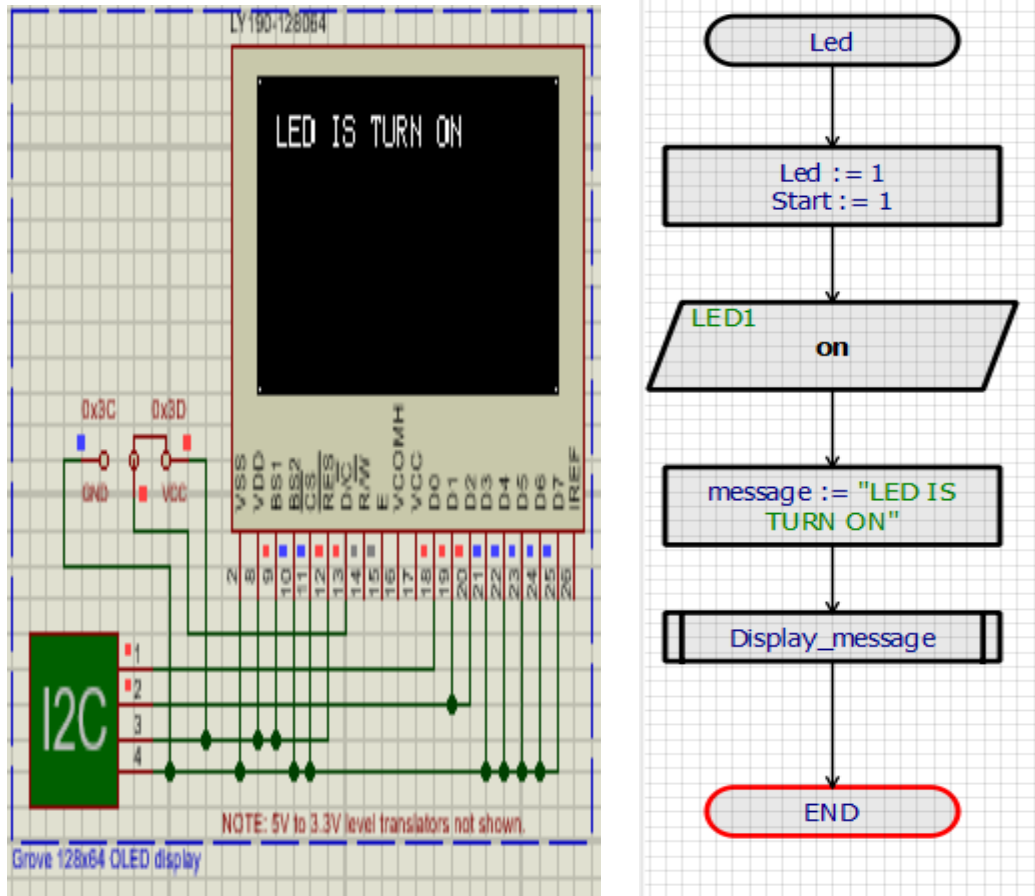 LY190-128064
LED IS TURN ON
0x3C 0x3D
GND VCC
VSS
VDD
BS1
BS2
CS
RES
D/C
R/W
E
VCOMH
VCC
D0
D1
D2
D3
D4
D5
D6
D7
IREF
2
8
9
10
11
12
13
14
15
16
17
18
19
20
21
22
23
24
25
26
I2C
1
2
3
4
NOTE: 5V to 3.3V level translators not shown.
Grove 128x64 OLED display
Led
Led := 1
Start := 1
LED1
on
message := "LED IS
TURN ON"
Display_message
END